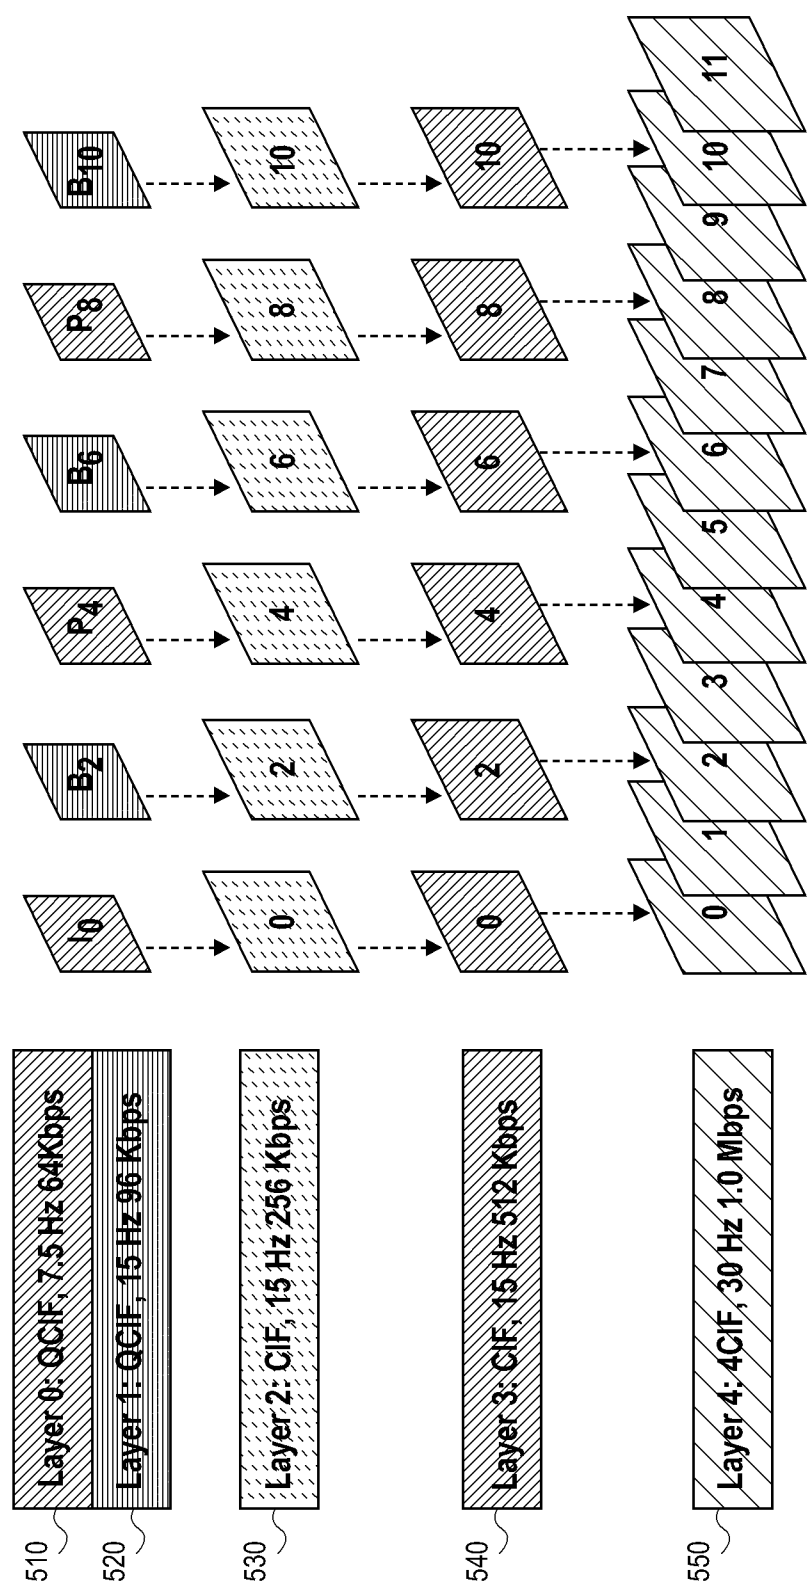 510
Layer 0: QCIF, 7.5 Hz 64Kbps
I0 B2 P4 B6 P8 B10
520
Layer 1: QCIF, 15 Hz 96 Kbps
530
Layer 2: CIF, 15 Hz 256 Kbps
0 2 4 6 8 10
540
Layer 3: CIF, 15 Hz 512 Kbps
0 2 4 6 8 10
550
Layer 4: 4CIF, 30 Hz 1.0 Mbps
0 1 2 3 4 5 6 7 8 9 10 11